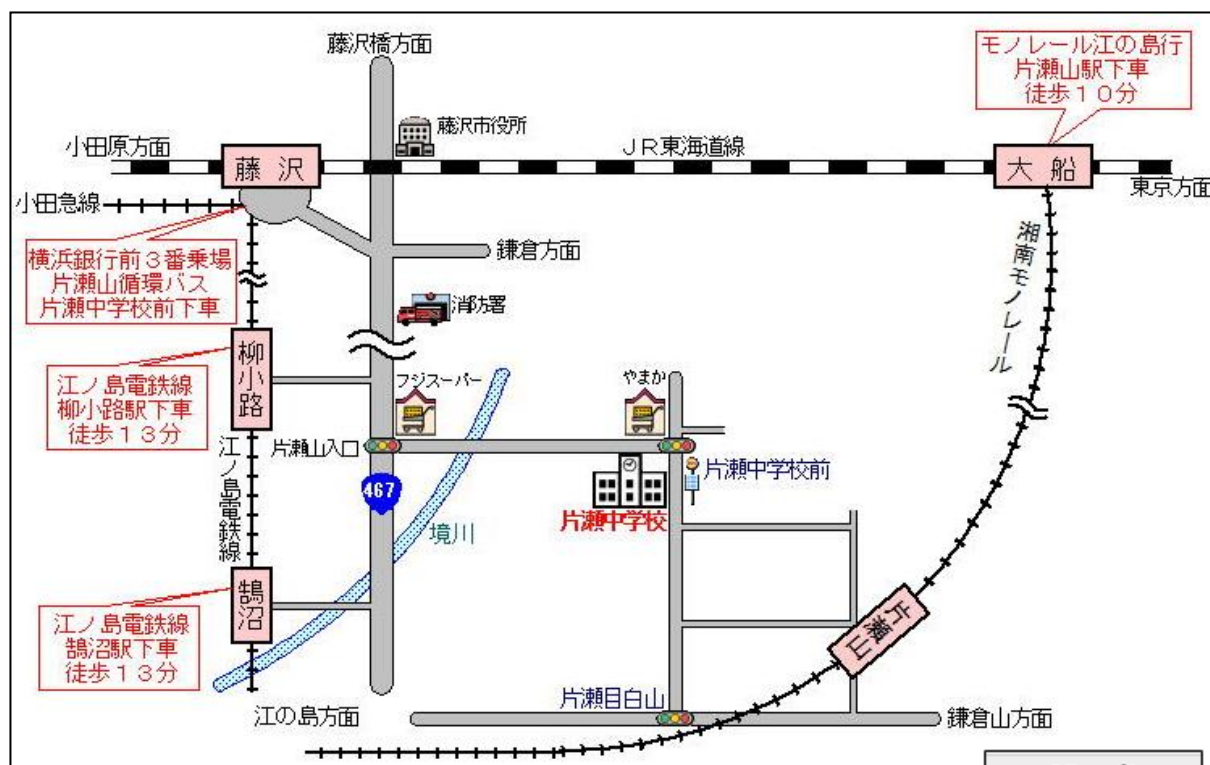 藤沢橋方面
モノレール江の島行
片瀬山駅下車
徒歩１０分
藤沢市役所
小田原方面
藤沢
ＪＲ東海道線
大船
東京方面
小田急線
横浜銀行前３番乗場
片瀬山循環バス
片瀬中学校前下車
鎌倉方面
湘南モノレール
消防署
柳小路
江ノ島電鉄線
柳小路駅下車
徒歩１３分
フジスーパー
やまか
片瀬山入口
江ノ島電鉄線
467
片瀬中学校前
片瀬中学校
境川
鵠沼
江ノ島電鉄線
鵠沼駅下車
徒歩１３分
片瀬山
片瀬目白山
江の島方面
鎌倉山方面